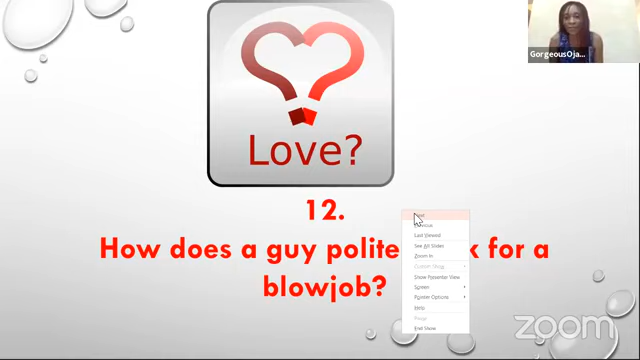 GorgeousOja...
Love?
12.
How does a guy polite k for a
blowjob?
Last Viewed
See All Slides
Zoom In
Custom Show
Show Presenter View
Screen
Pointer Options
Help
Pause
End Show
zoom